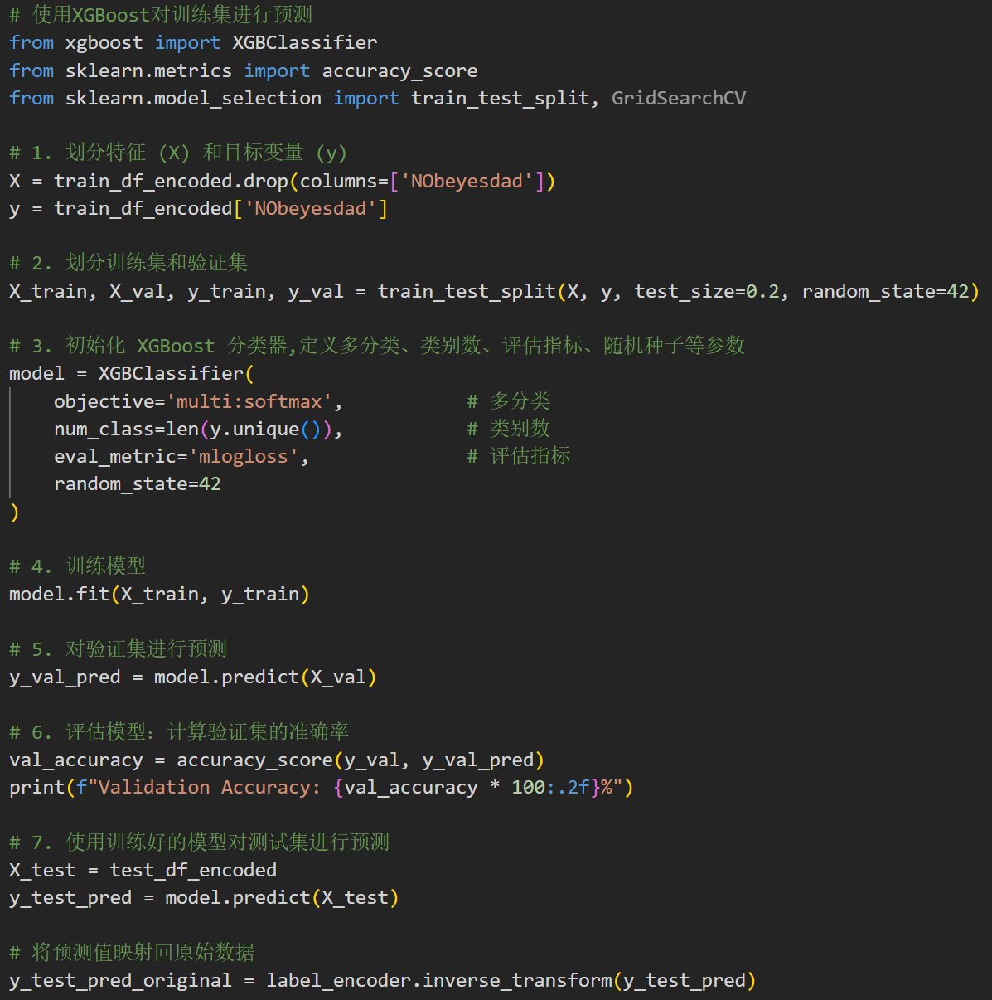 # 使用XGBoost对训练集进行预测
from xgboost import XGBClassifier
from sklearn.metrics import accuracy_score
from sklearn.model_selection import train_test_split, GridSearchCV
# 1. 划分特征 (X) 和目标变量 (y)
X = train_df_encoded.drop(columns=['NObeyesdad'])
y = train_df_encoded['NObeyesdad']
# 2. 划分训练集和验证集
X_train, X_val, y_train, y_val = train_test_split(X, y, test_size=0.2, random_state=42)
# 3. 初始化 XGBoost 分类器,定义多分类、类别数、评估指标、随机种子等参数
model = XGBClassifier(
    objective='multi:softmax',           # 多分类
    num_class=len(y.unique()),           # 类别数
    eval_metric='mlogloss',              # 评估指标
    random_state=42
)
# 4. 训练模型
model.fit(X_train, y_train)
# 5. 对验证集进行预测
y_val_pred = model.predict(X_val)
# 6. 评估模型：计算验证集的准确率
val_accuracy = accuracy_score(y_val, y_val_pred)
print(f"Validation Accuracy: {val_accuracy * 100:.2f}%")
# 7. 使用训练好的模型对测试集进行预测
X_test = test_df_encoded
y_test_pred = model.predict(X_test)
# 将预测值映射回原始数据
y_test_pred_original = label_encoder.inverse_transform(y_test_pred)